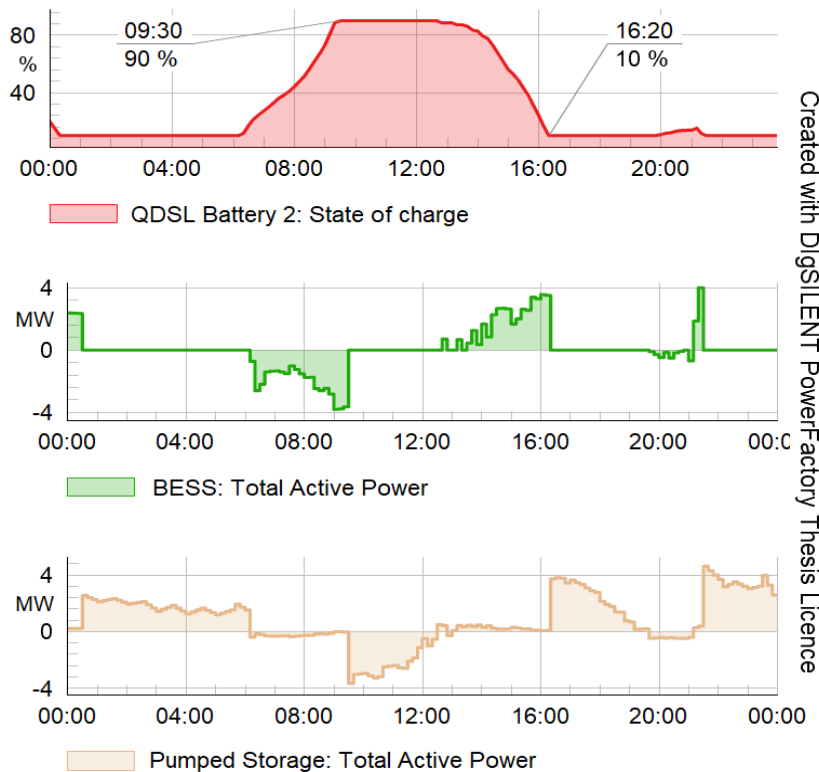 80
%
40
09:30
90 %
16:20
10 %
00:00 04:00 08:00 12:00 16:00 20:00
QDSL Battery 2: State of charge
4
MW
0
-4
00:00 04:00 08:00 12:00 16:00 20:00 00:0
BESS: Total Active Power
4
MW
0
-4
00:00 04:00 08:00 12:00 16:00 20:00 00:00
Pumped Storage: Total Active Power
Created with DIgSILENT PowerFactory Thesis Licence